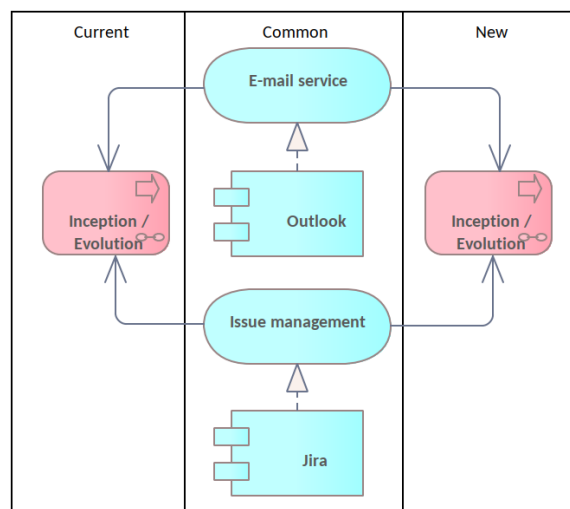 Current
Common
New
E-mail service
Inception /
Evolution
Outlook
Inception /
Evolution
Issue management
Jira